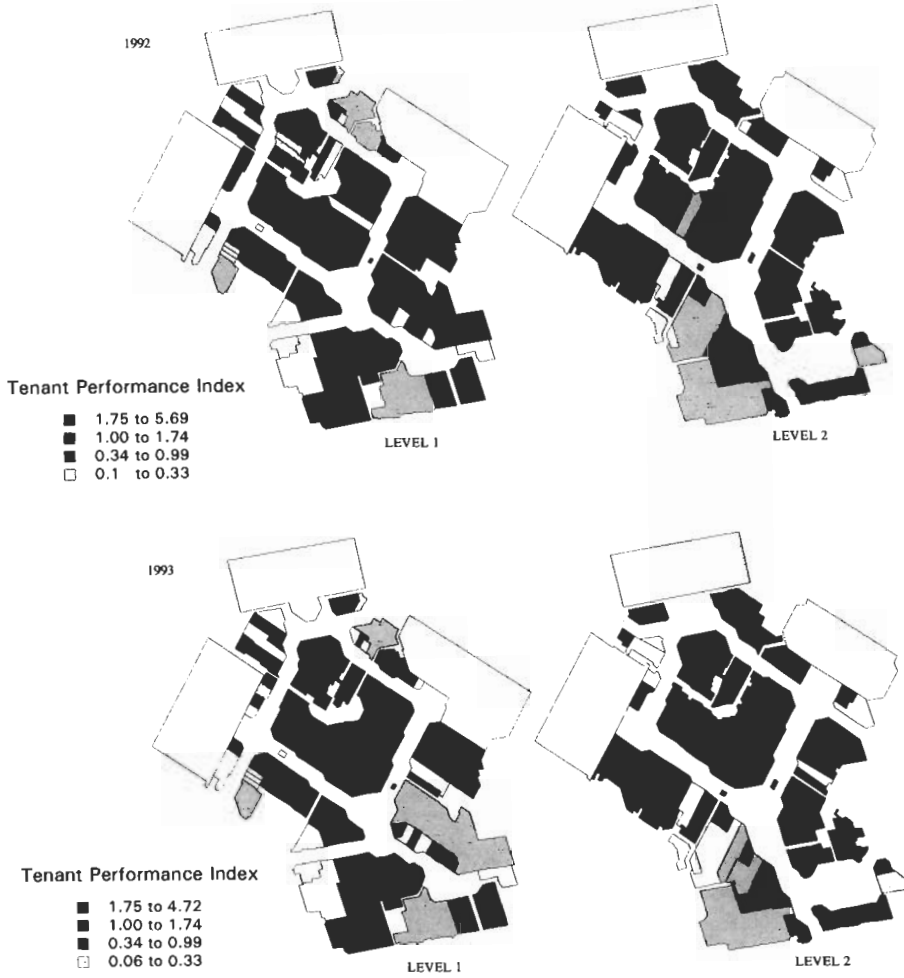 1992
Tenant Performance Index
1.75 to 5.69
1.00 to 1.74
0.34 to 0.99
0.1 to 0.33
LEVEL 1
LEVEL 2
1993
Tenant Performance Index
1.75 to 4.72
1.00 to 1.74
0.34 to 0.99
0.06 to 0.33
LEVEL 1
LEVEL 2